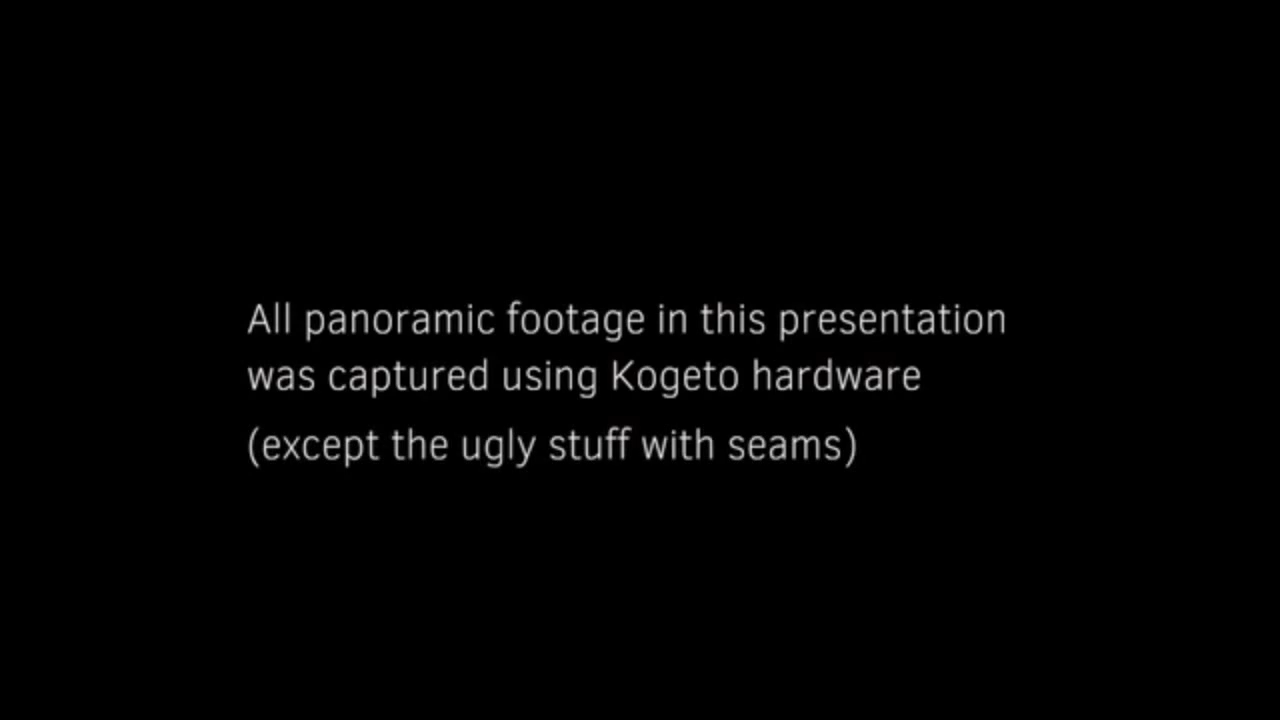 All panoramic footage in this presentation
was captured using Kogeto hardware
(except the ugly stuff with seams)